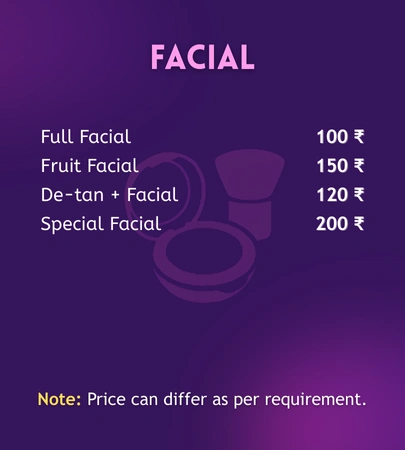 FACIAL
Full Facial 100 ₹
Fruit Facial 150 ₹
De-tan + Facial 120 ₹
Special Facial 200 ₹
Note: Price can differ as per requirement.